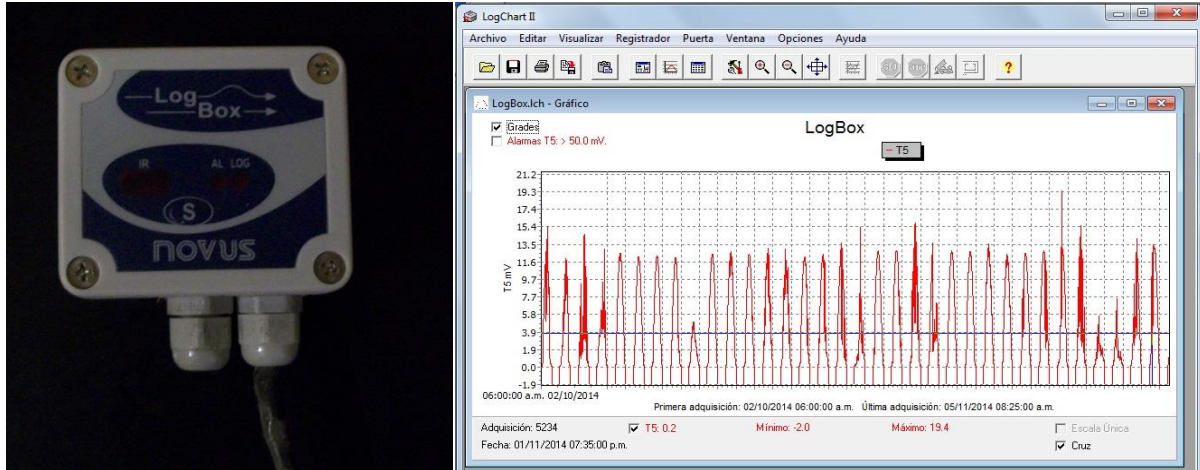 Log
Box
IR
AL LOG
S
NOVUS
LogChart II
Archivo Editar Visualizar Registrador Puerta Ventana Opciones Ayuda
LogBox.lch - Gráfico
Grades
Alarmas T5: > 50.0 mV.
LogBox
T5
21.2
19.3
17.4
15.4
13.5
11.6
9.7
7.7
5.8
3.9
1.9
0.0
-1.9
T5 mV
06:00:00 a.m. 02/10/2014
Primera adquisición: 02/10/2014 06:00:00 a.m. Última adquisición: 05/11/2014 08:25:00 a.m.
Adquisición: 5234 T5: 0.2 Mínimo: -2.0 Máximo: 19.4 Escala Única
Fecha: 01/11/2014 07:35:00 p.m. Cruz